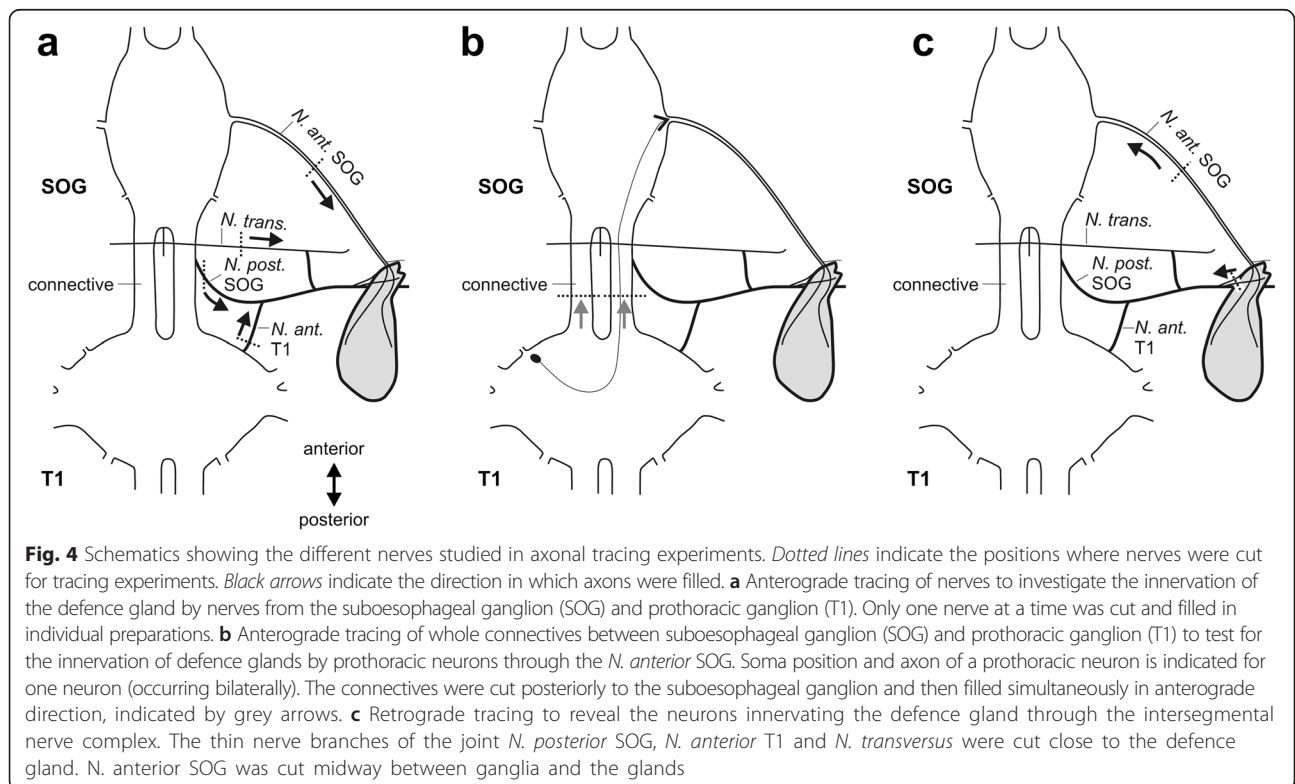 a
b
c
N. ant. SOG
SOG
N. trans.
N. post.
SOG
connective
N. ant.
T1
T1
anterior
posterior
SOG
connective
T1
N. ant. SOG
SOG
N. trans.
N. post.
SOG
connective
N. ant.
T1
T1
Fig. 4 Schematics showing the different nerves studied in axonal tracing experiments. Dotted lines indicate the positions where nerves were cut
for tracing experiments. Black arrows indicate the direction in which axons were filled. a Anterograde tracing of nerves to investigate the innervation of
the defence gland by nerves from the suboesophageal ganglion (SOG) and prothoracic ganglion (T1). Only one nerve at a time was cut and filled in
individual preparations. b Anterograde tracing of whole connectives between suboesophageal ganglion (SOG) and prothoracic ganglion (T1) to test for
the innervation of defence glands by prothoracic neurons through the N. anterior SOG. Soma position and axon of a prothoracic neuron is indicated for
one neuron (occurring bilaterally). The connectives were cut posteriorly to the suboesophageal ganglion and then filled simultaneously in anterograde
direction, indicated by grey arrows. c Retrograde tracing to reveal the neurons innervating the defence gland through the intersegmental
nerve complex. The thin nerve branches of the joint N. posterior SOG, N. anterior T1 and N. transversus were cut close to the defence
gland. N. anterior SOG was cut midway between ganglia and the glands